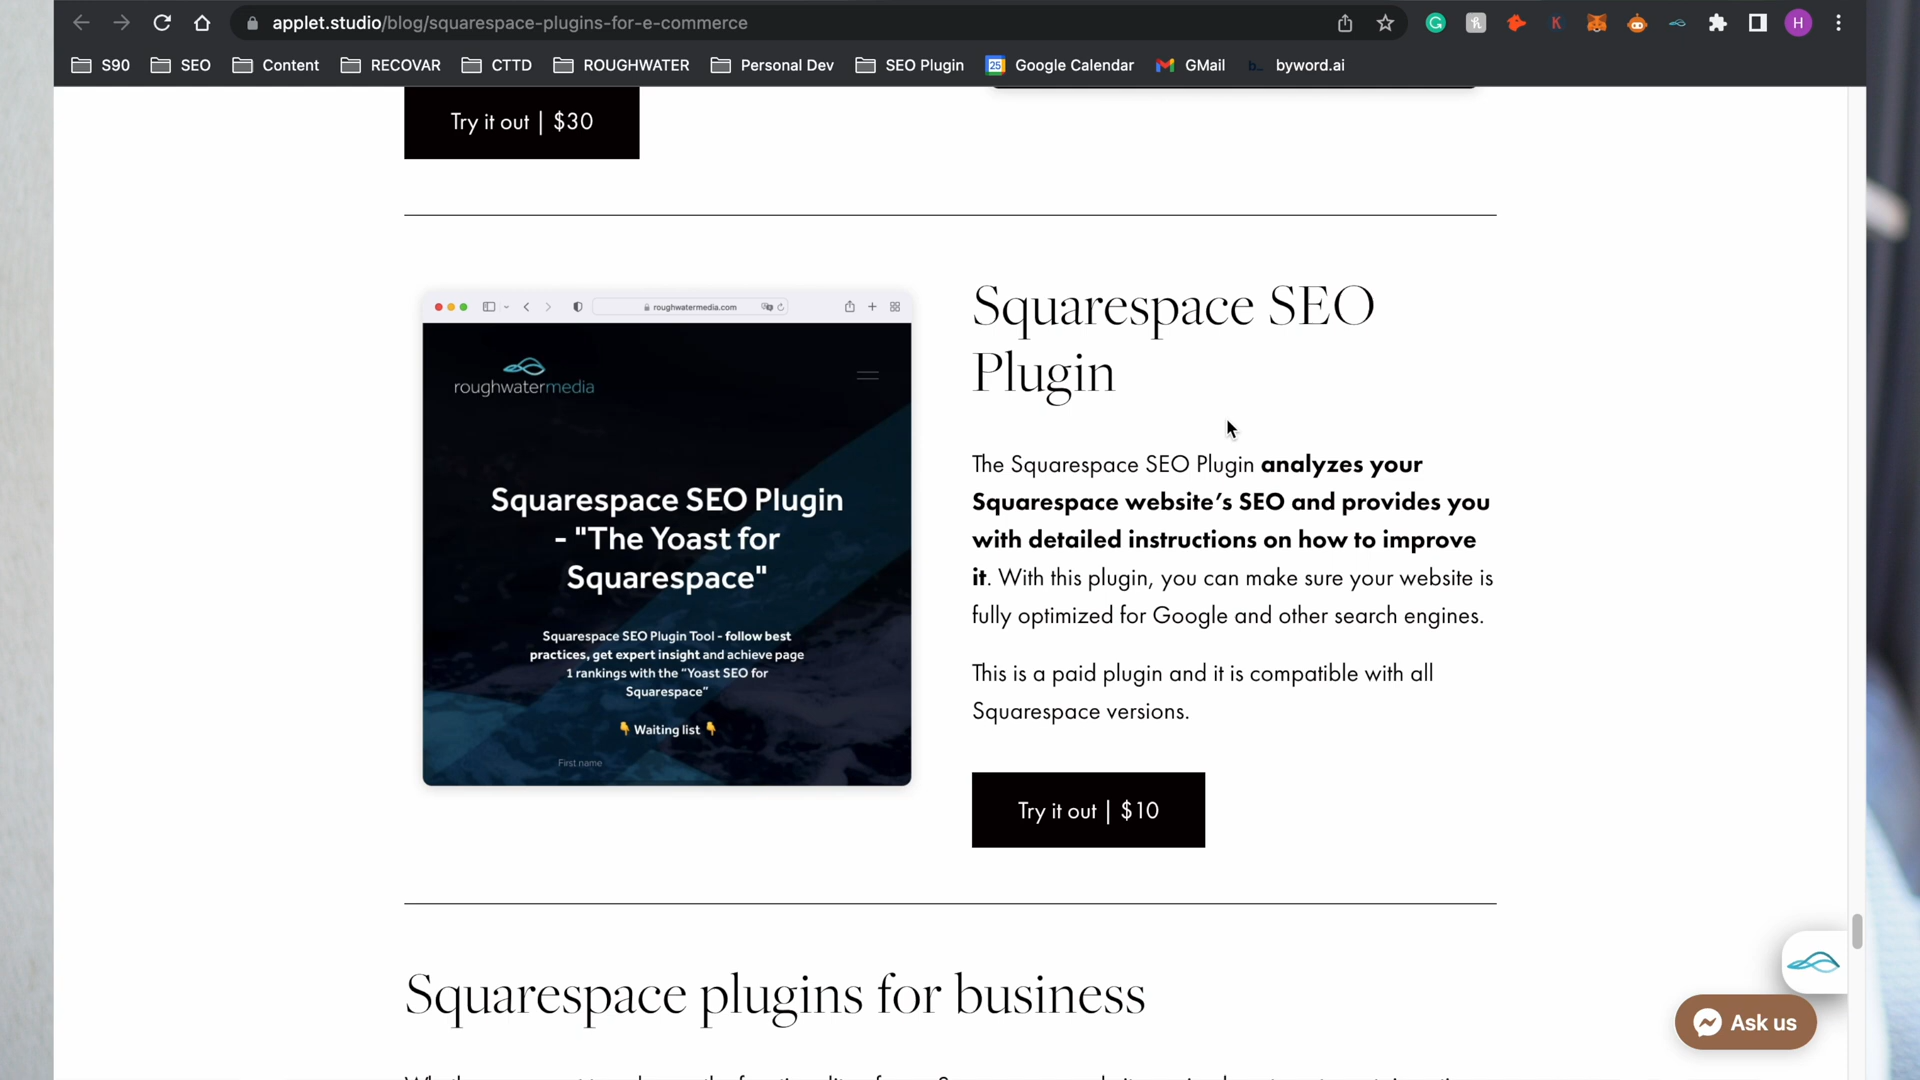 applet.studio/blog/squarespace-plugins-for-e-commerce
H
S90 SEO Content RECOVAR CTTD ROUGHWATER Personal Dev SEO Plugin 25 Google Calendar GMail b_ byword.ai
Try it out | $30
roughwatermedia.com
roughwatermedia
Squarespace SEO Plugin
- "The Yoast for
Squarespace"
Squarespace SEO Plugin Tool - follow best
practices, get expert insight and achieve page
1 rankings with the "Yoast SEO for
Squarespace"
👇 Waiting list 👇
First name
Squarespace SEO
Plugin
The Squarespace SEO Plugin analyzes your
Squarespace website’s SEO and provides you
with detailed instructions on how to improve
it. With this plugin, you can make sure your website is
fully optimized for Google and other search engines.
This is a paid plugin and it is compatible with all
Squarespace versions.
Try it out | $10
Squarespace plugins for business
Ask us